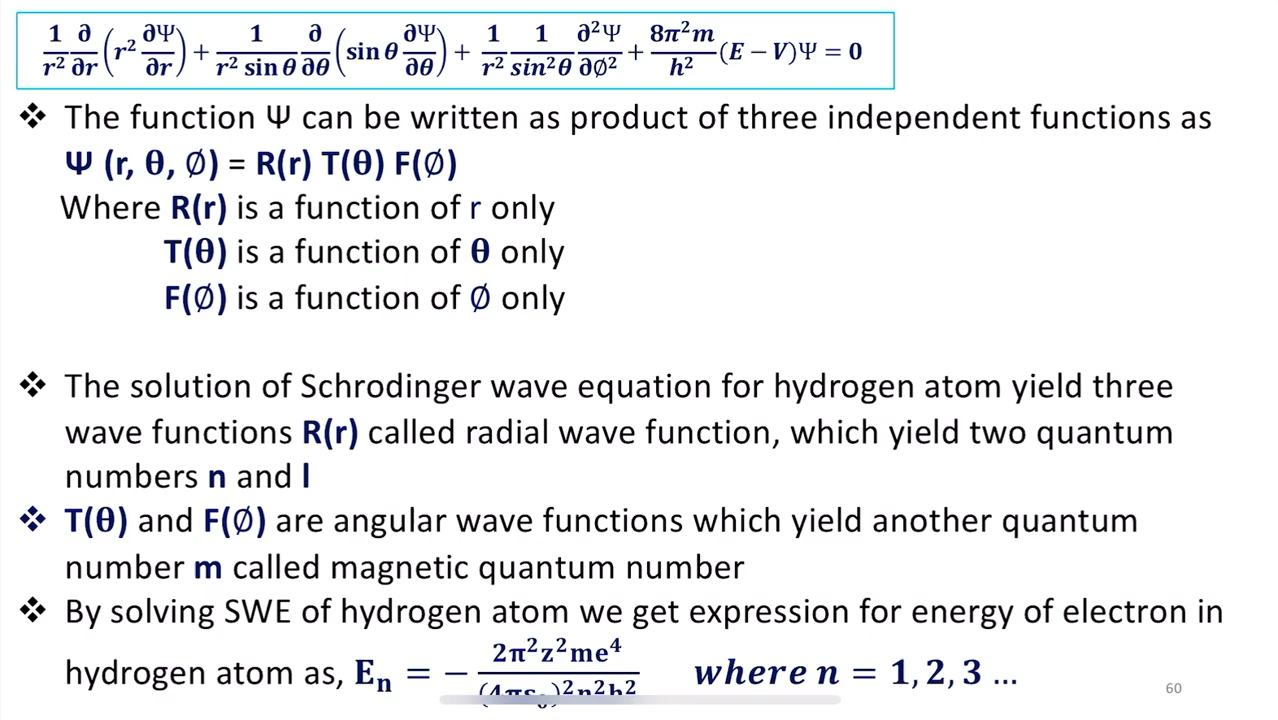 1/r² ∂/∂r (r² ∂Ψ/∂r) + 1/(r² sin θ) ∂/∂θ (sin θ ∂Ψ/∂θ) + 1/r² 1/sin²θ ∂²Ψ/∂∅² + 8π²m/h² (E − V)Ψ = 0
❖ The function Ψ can be written as product of three independent functions as
Ψ (r, θ, ∅) = R(r) T(θ) F(∅)
Where R(r) is a function of r only
T(θ) is a function of θ only
F(∅) is a function of ∅ only
❖ The solution of Schrodinger wave equation for hydrogen atom yield three
wave functions R(r) called radial wave function, which yield two quantum
numbers n and l
❖ T(θ) and F(∅) are angular wave functions which yield another quantum
number m called magnetic quantum number
❖ By solving SWE of hydrogen atom we get expression for energy of electron in
hydrogen atom as, Eₙ = − 2π²z²me⁴ / (4πε₀)²n²h² where n = 1, 2, 3 ...
60